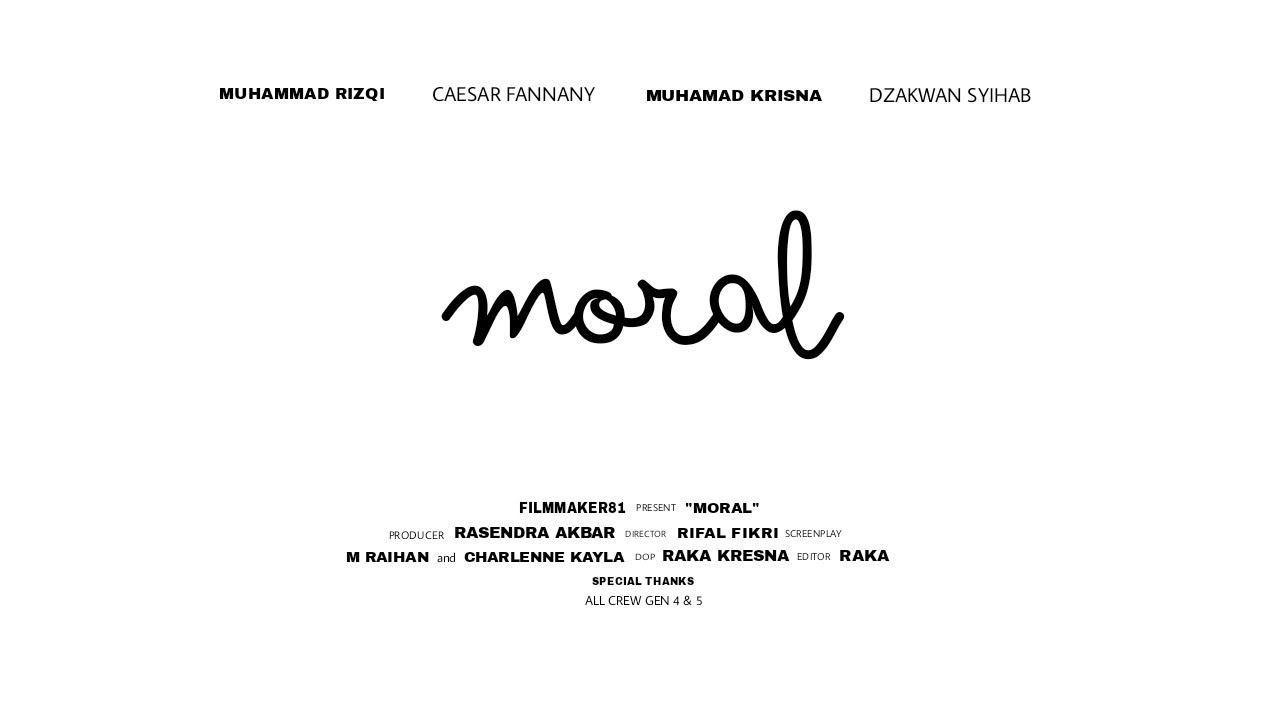 MUHAMMAD RIZQI CAESAR FANNANY MUHAMAD KRISNA DZAKWAN SYIHAB
moral
FILMMAKER81 PRESENT "MORAL"
PRODUCER RASENDRA AKBAR DIRECTOR RIFAL FIKRI SCREENPLAY
M RAIHAN and CHARLENNE KAYLA DOP RAKA KRESNA EDITOR RAKA
SPECIAL THANKS
ALL CREW GEN 4 & 5